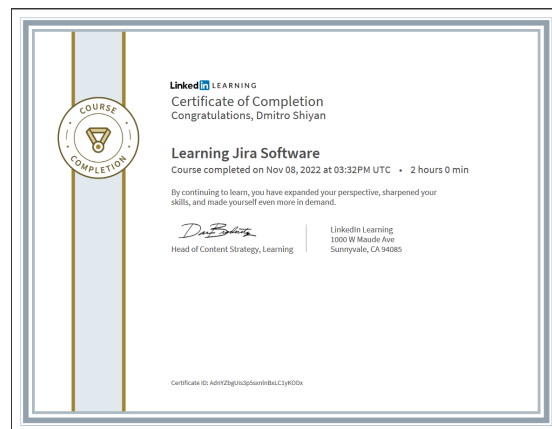 COURSE
COMPLETION
Linked in LEARNING
Certificate of Completion
Congratulations, Dmitro Shiyan
Learning Jira Software
Course completed on Nov 08, 2022 at 03:32PM UTC • 2 hours 0 min
By continuing to learn, you have expanded your perspective, sharpened your
skills, and made yourself even more in demand.
Head of Content Strategy, Learning
LinkedIn Learning
1000 W Maude Ave
Sunnyvale, CA 94085
Certificate ID: